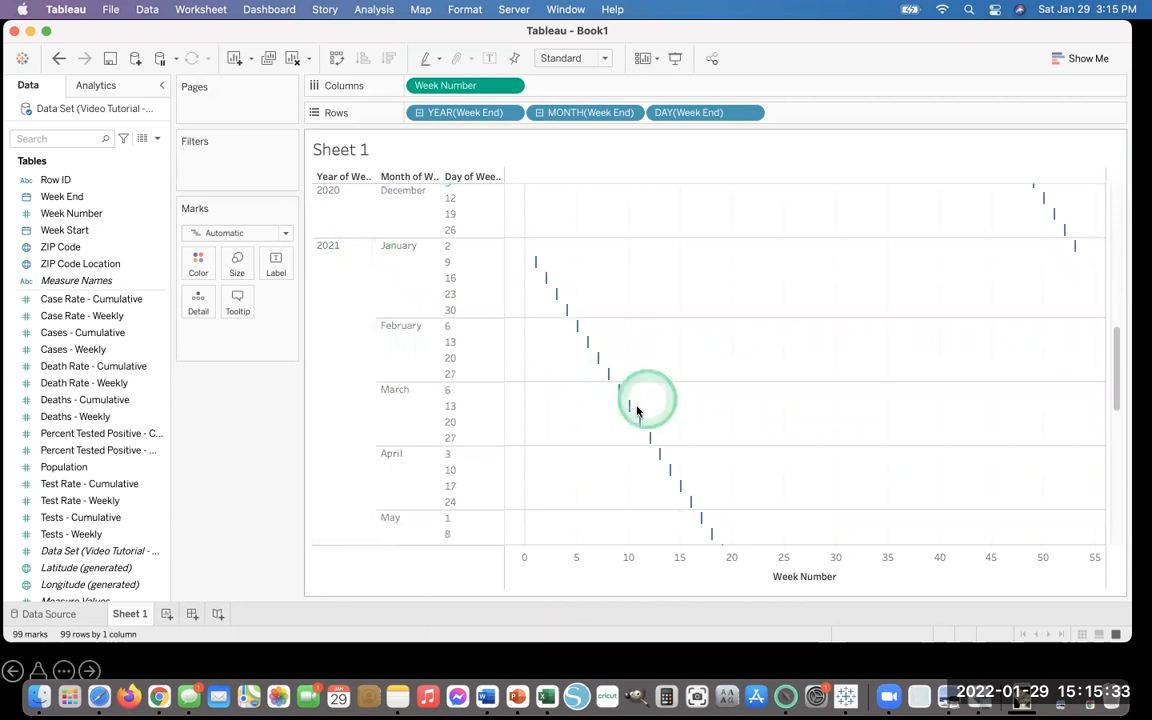 Tableau File Data Worksheet Dashboard Story Analysis Map Format Server Window Help Sat Jan 29 3:15 PM
Tableau - Book1
Standard Show Me
Data Analytics
Data Set (Video Tutorial -...
Search
Tables
Abc Row ID
Week End
Week Number
Week Start
ZIP Code
ZIP Code Location
Abc Measure Names
Case Rate - Cumulative
Case Rate - Weekly
Cases - Cumulative
Cases - Weekly
Death Rate - Cumulative
Death Rate - Weekly
Deaths - Cumulative
Deaths - Weekly
Percent Tested Positive - C...
Percent Tested Positive - ...
Population
Test Rate - Cumulative
Test Rate - Weekly
Tests - Cumulative
Tests - Weekly
Data Set (Video Tutorial - ...
Latitude (generated)
Longitude (generated)
Measure Values
Pages
Filters
Marks
Automatic
Color Size Label
Detail Tooltip
Columns Week Number
Rows YEAR(Week End) MONTH(Week End) DAY(Week End)
Sheet 1
Year of We.. Month of W.. Day of Wee..
2020 December
12
19
26
2021 January 2
9
16
23
30
February 6
13
20
27
March 6
13
20
27
April 3
10
17
24
May 1
8
0 5 10 15 20 25 30 35 40 45 50 55
Week Number
Data Source Sheet 1
99 marks 99 rows by 1 column
JAN
29
2022-01-29 15:15:33